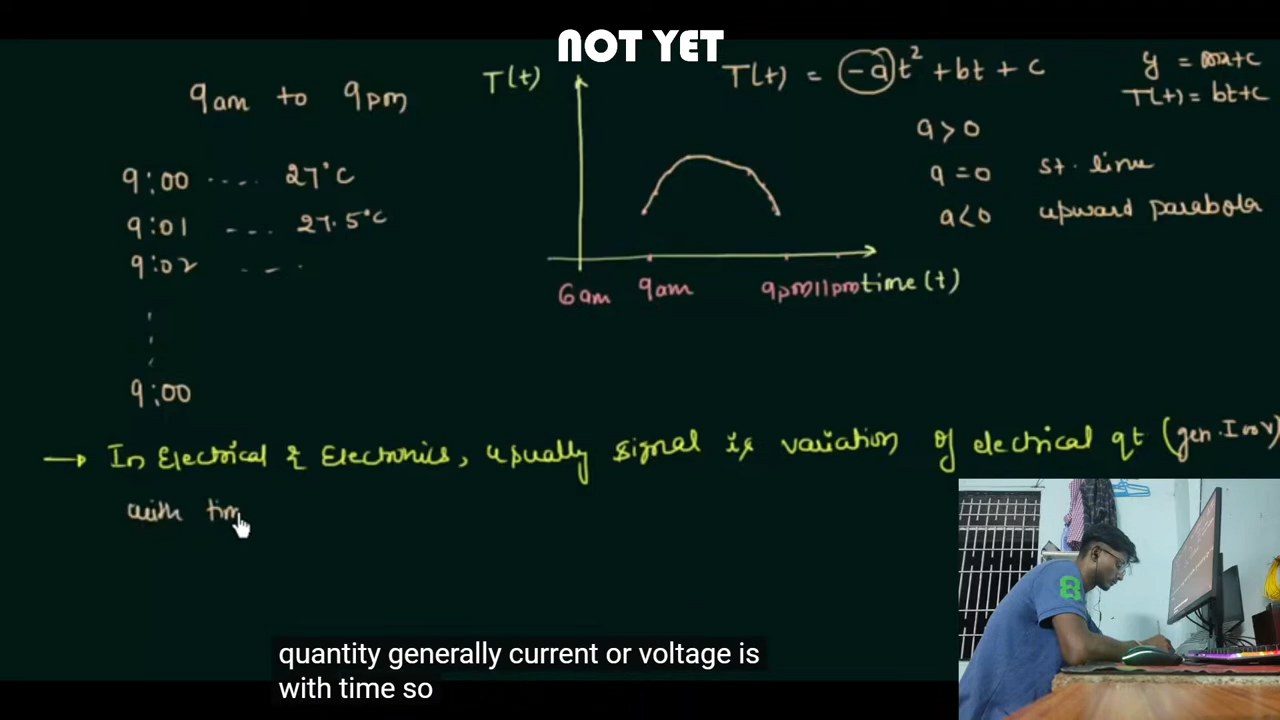 NOT YET
9am to 9pm
9:00 .... 27°C
9:01 --- 27.5°C
9:02 ---.
9:00
T(t)
6am 9am 9pm 11pm time (t)
T(t) = -at² + bt + c
a > 0
a = 0 st. line
a < 0 upward parabola
y = mx+c
T(t) = bt+c
→ In Electrical & Electronics, usually signal is variation of electrical qt (gen. I or V)
with tim
quantity generally current or voltage is
with time so